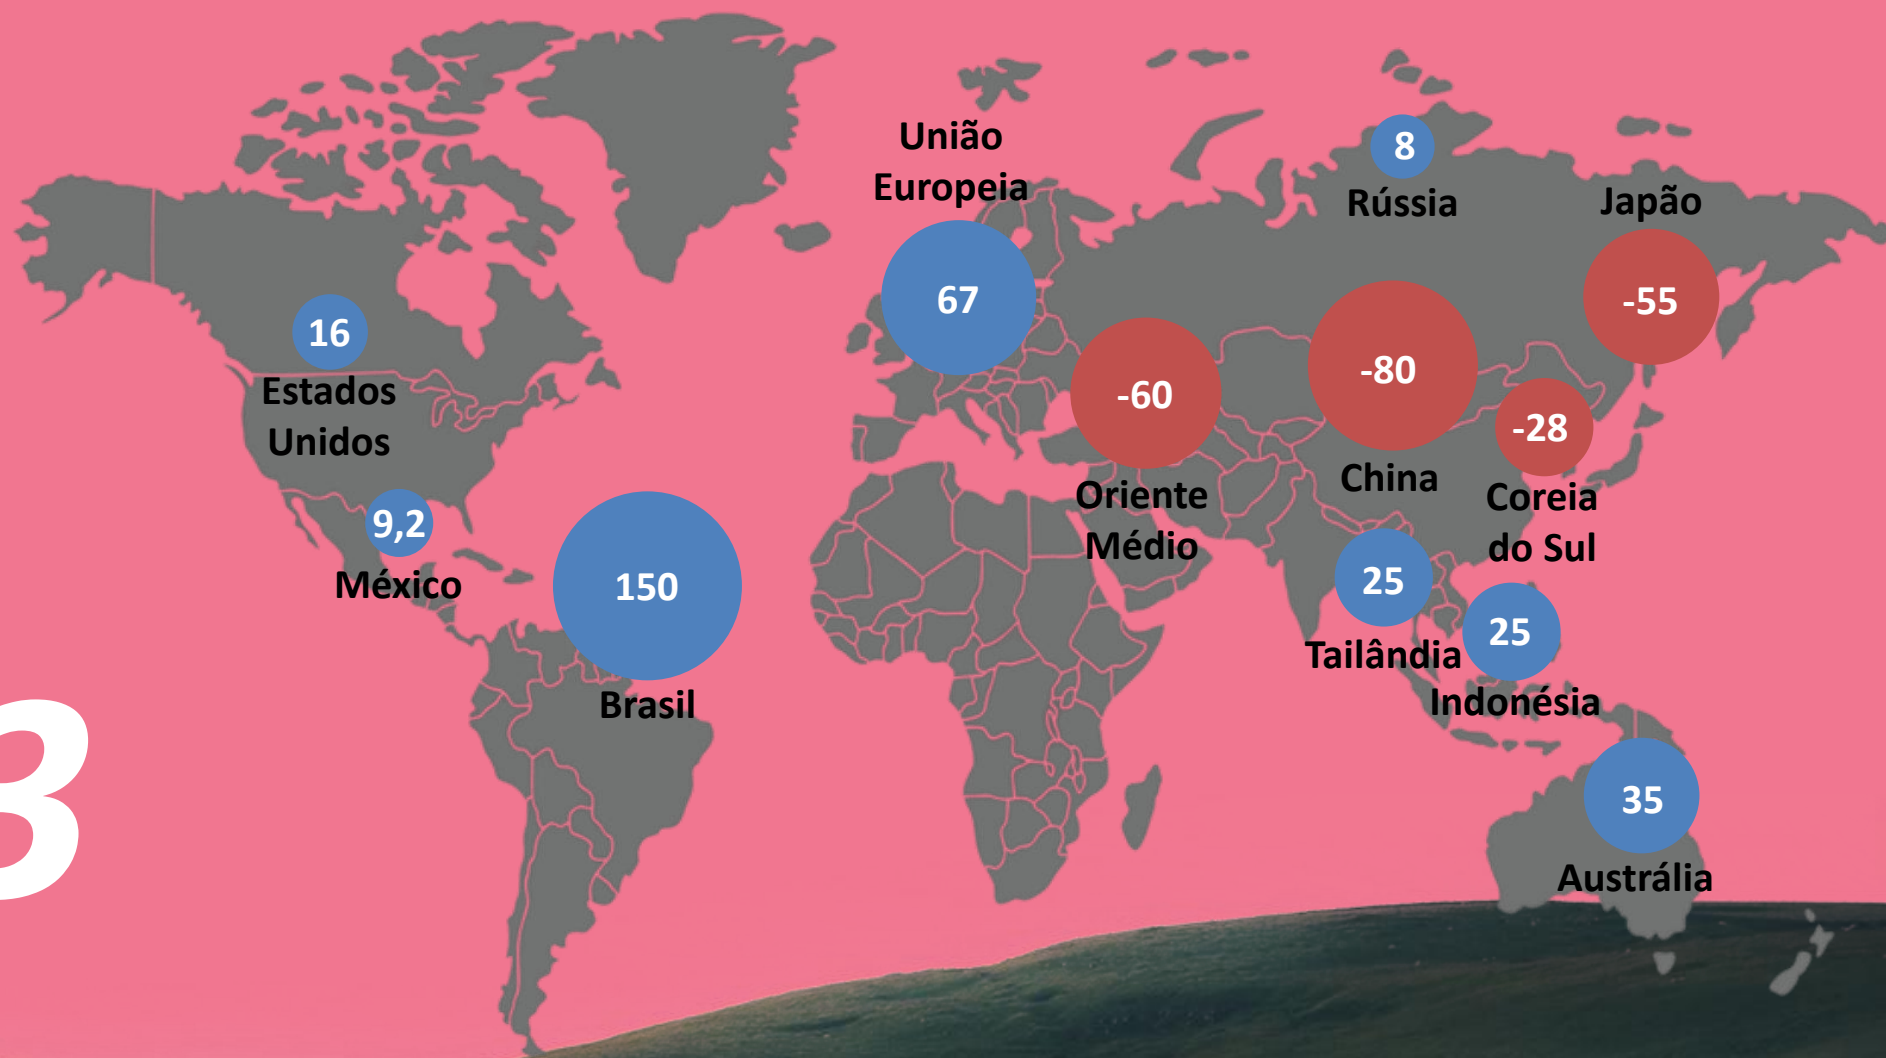 União
Europeia
67
8
Rússia
Japão
-55
16
Estados
Unidos
-60
Oriente
Médio
-80
China
-28
Coreia
do Sul
9,2
México
150
Brasil
25
Tailândia
25
Indonésia
35
Austrália
3